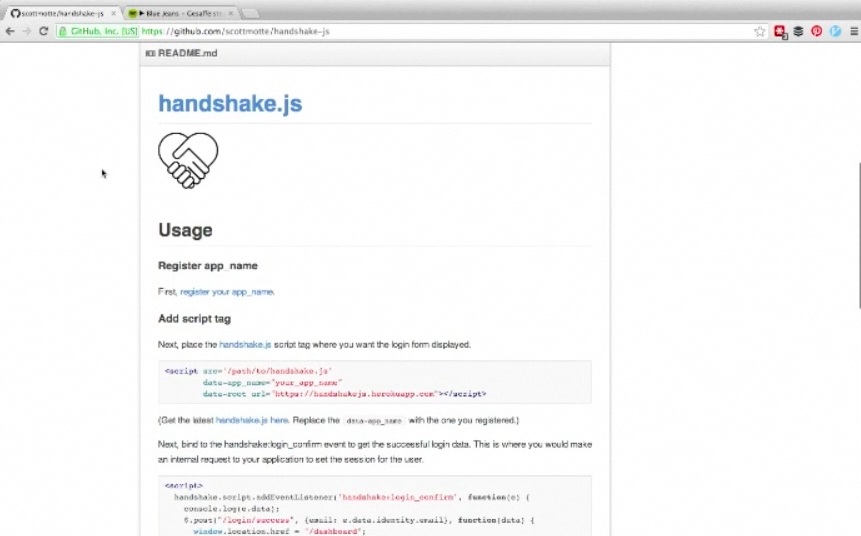 scottmotte/handshake-js
▶ Blue Jeans - Gesaffe
GitHub, Inc. [US] https://github.com/scottmotte/handshake-js
README.md
handshake.js
Usage
Register app_name
First, register your app_name.
Add script tag
Next, place the handshake.js script tag where you want the login form displayed.
<script src='/path/to/handshake.js'
data-app_name="your_app_name"
data-root_url="https://handshakejs.herokuapp.com"></script>
(Get the latest handshake.js here. Replace the data-app_name with the one you registered.)
Next, bind to the handshake:login_confirm event to get the successful login data. This is where you would make
an internal request to your application to set the session for the user.
<script>
handshake.script.addEventListener('handshake:login_confirm', function(e) {
console.log(e.data);
$.post("/login/success", {email: e.data.identity.email}, function(data) {
window.location.href = "/dashboard";